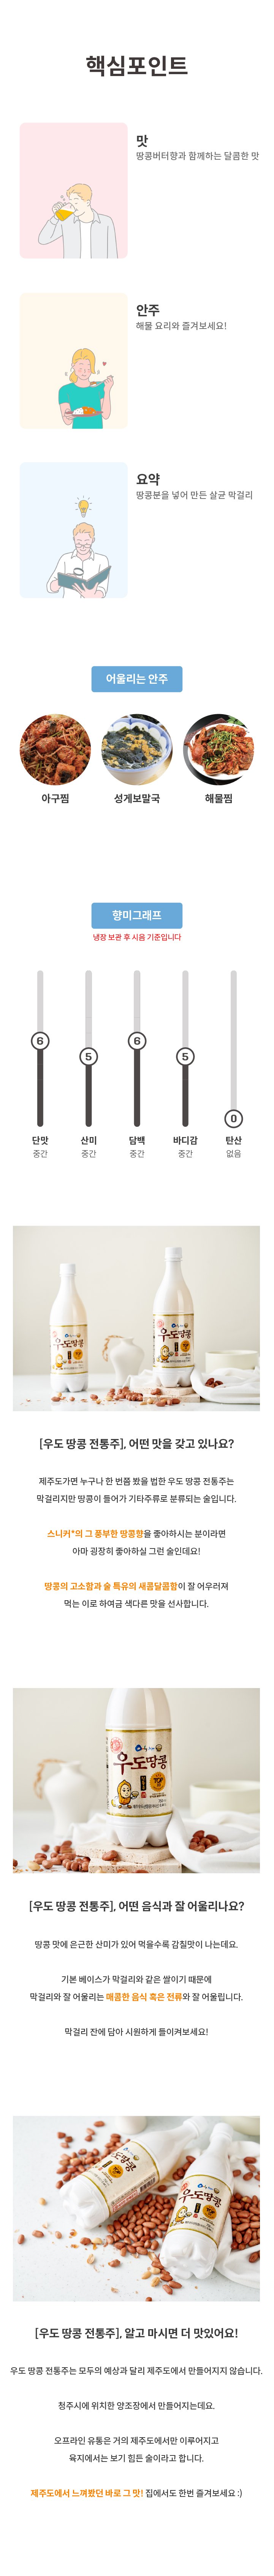 핵심포인트
맛
땅콩버터향과 함께하는 달콤한 맛
안주
해물 요리와 즐겨보세요!
요약
땅콩분을 넣어 만든 살균 막걸리
어울리는 안주
아구찜
성게보말국
해물찜
향미그래프
냉장 보관 후 시음 기준입니다
6
5
6
5
0
단맛
산미
담백
바디감
탄산
중간
중간
중간
중간
없음
우도땅콩
우도땅콩
[우도 땅콩 전통주], 어떤 맛을 갖고 있나요?
제주도가면 누구나 한 번쯤 봤을 법한 우도 땅콩 전통주는
막걸리지만 땅콩이 들어가 기타주류로 분류되는 술입니다.
스니커*의 그 풍부한 땅콩향을 좋아하시는 분이라면
아마 굉장히 좋아하실 그런 술인데요!
땅콩의 고소함과 술 특유의 새콤달콤함이 잘 어우러져
먹는 이로 하여금 색다른 맛을 선사합니다.
우도땅콩
[우도 땅콩 전통주], 어떤 음식과 잘 어울리나요?
땅콩 맛에 은근한 산미가 있어 먹을수록 감칠맛이 나는데요.
기본 베이스가 막걸리와 같은 쌀이기 때문에
막걸리와 잘 어울리는 매콤한 음식 혹은 전류와 잘 어울립니다.
막걸리 잔에 담아 시원하게 들이켜보세요!
우도땅콩
우도땅콩
[우도 땅콩 전통주], 알고 마시면 더 맛있어요!
우도 땅콩 전통주는 모두의 예상과 달리 제주도에서 만들어지지 않습니다.
청주시에 위치한 양조장에서 만들어지는데요.
오프라인 유통은 거의 제주도에서만 이루어지고
육지에서는 보기 힘든 술이라고 합니다.
제주도에서 느껴봤던 바로 그 맛! 집에서도 한번 즐겨보세요 :)